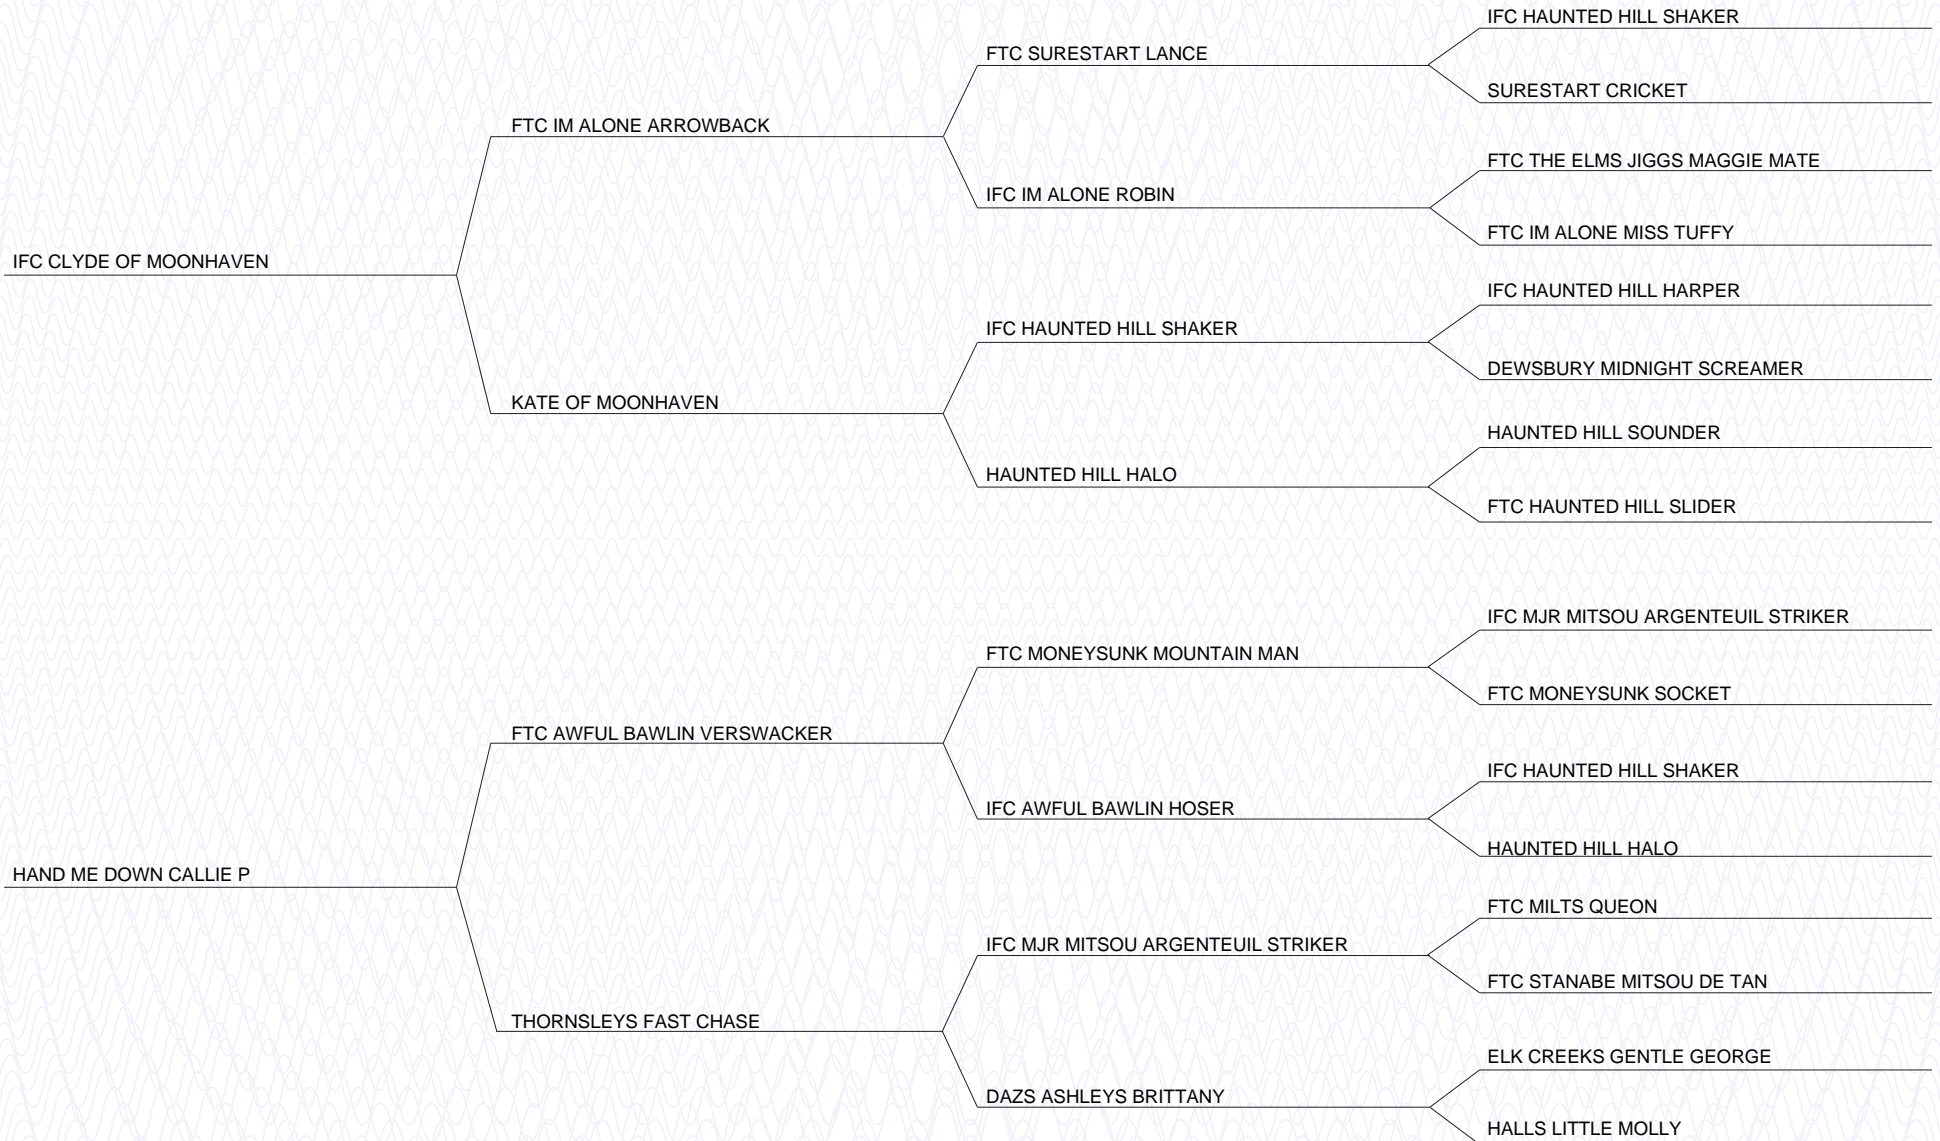 IFC HAUNTED HILL SHAKER
FTC SURESTART LANCE
SURESTART CRICKET
FTC IM ALONE ARROWBACK
FTC THE ELMS JIGGS MAGGIE MATE
IFC IM ALONE ROBIN
FTC IM ALONE MISS TUFFY
IFC CLYDE OF MOONHAVEN
IFC HAUNTED HILL HARPER
IFC HAUNTED HILL SHAKER
DEWSBURY MIDNIGHT SCREAMER
KATE OF MOONHAVEN
HAUNTED HILL SOUNDER
HAUNTED HILL HALO
FTC HAUNTED HILL SLIDER
IFC MJR MITSOU ARGENTEUIL STRIKER
FTC MONEYSUNK MOUNTAIN MAN
FTC MONEYSUNK SOCKET
FTC AWFUL BAWLIN VERSWACKER
IFC HAUNTED HILL SHAKER
IFC AWFUL BAWLIN HOSER
HAUNTED HILL HALO
HAND ME DOWN CALLIE P
FTC MILTS QUEON
IFC MJR MITSOU ARGENTEUIL STRIKER
FTC STANABE MITSOU DE TAN
THORNSLEYS FAST CHASE
ELK CREEKS GENTLE GEORGE
DAZS ASHLEYS BRITTANY
HALLS LITTLE MOLLY